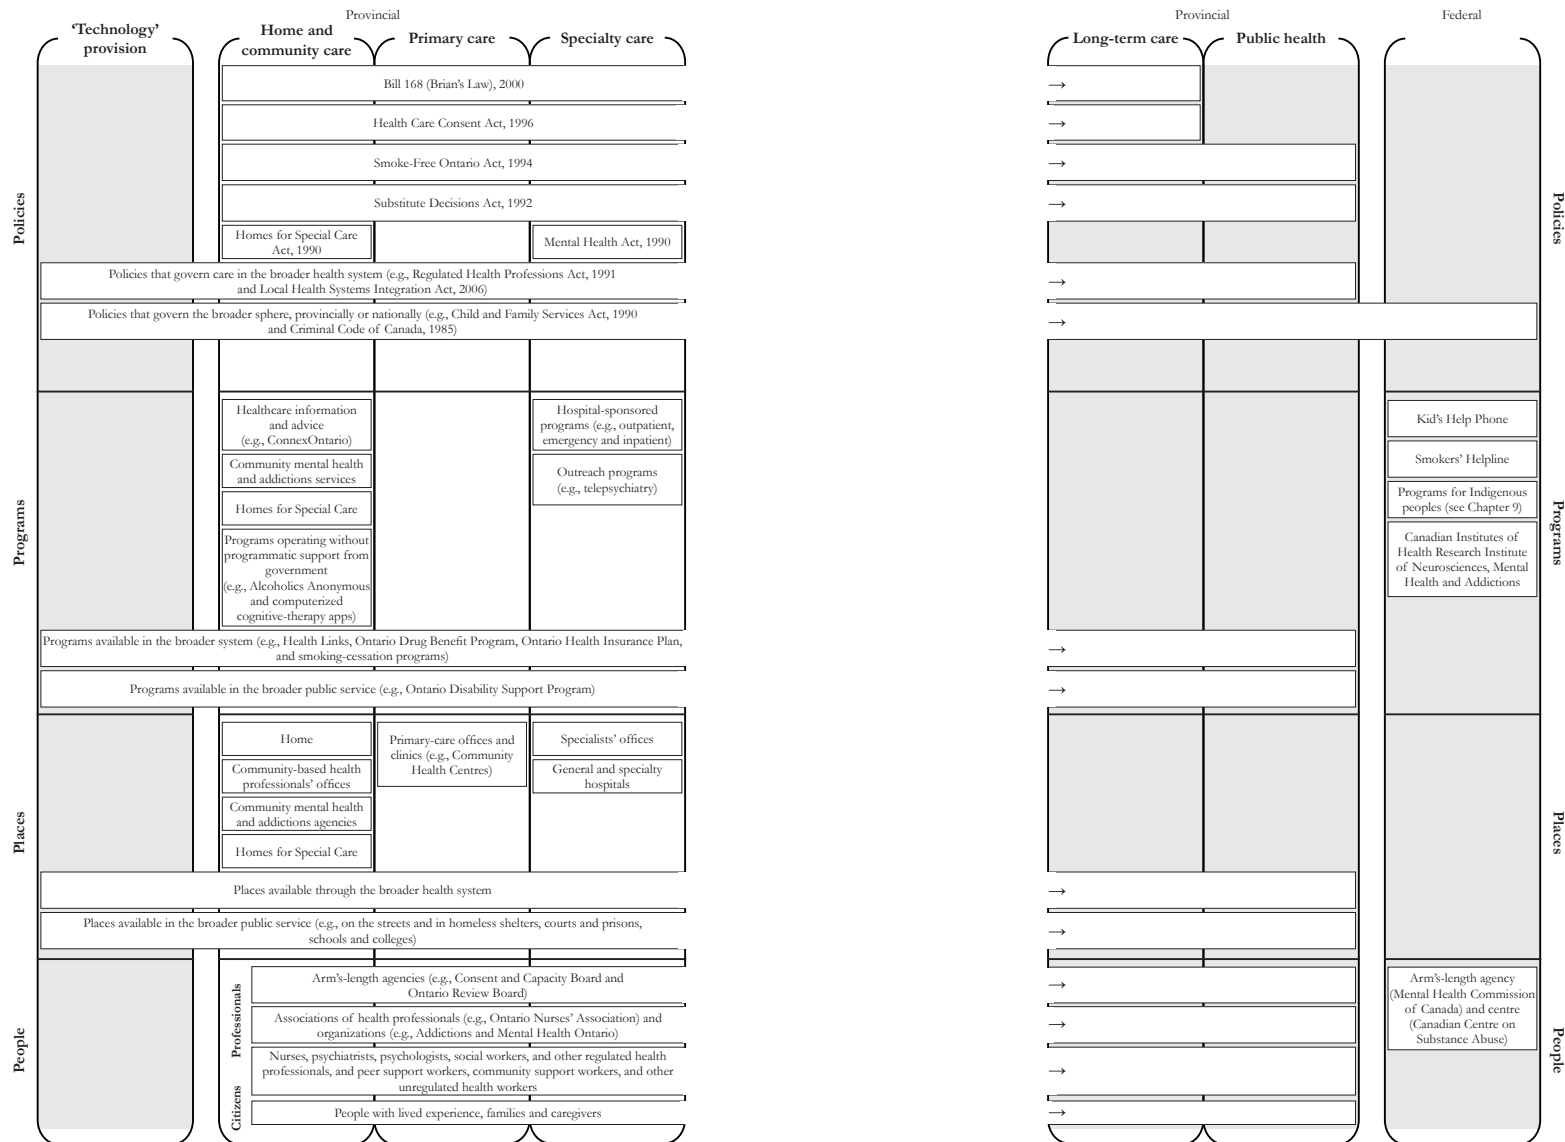 Provincial
‘Technology’
provision
Home and
community care
Primary care
Specialty care
Provincial
Long-term care
Public health
Federal
Policies
Bill 168 (Brian’s Law), 2000
→
Health Care Consent Act, 1996
→
Smoke-Free Ontario Act, 1994
→
Substitute Decisions Act, 1992
→
Homes for Special Care
Act, 1990
Mental Health Act, 1990
Policies that govern care in the broader health system (e.g., Regulated Health Professions Act, 1991
and Local Health Systems Integration Act, 2006)
→
Policies that govern the broader sphere, provincially or nationally (e.g., Child and Family Services Act, 1990
and Criminal Code of Canada, 1985)
→
Policies
Programs
Healthcare information
and advice
(e.g., ConnexOntario)
Community mental health
and addictions services
Homes for Special Care
Programs operating without
programmatic support from
government
(e.g., Alcoholics Anonymous
and computerized
cognitive-therapy apps)
Hospital-sponsored
programs (e.g., outpatient,
emergency and inpatient)
Outreach programs
(e.g., telepsychiatry)
Kid’s Help Phone
Smokers’ Helpline
Programs for Indigenous
peoples (see Chapter 9)
Canadian Institutes of
Health Research Institute
of Neurosciences, Mental
Health and Addictions
Programs available in the broader system (e.g., Health Links, Ontario Drug Benefit Program, Ontario Health Insurance Plan,
and smoking-cessation programs)
→
Programs available in the broader public service (e.g., Ontario Disability Support Program)
→
Programs
Places
Home
Community-based health
professionals’ offices
Community mental health
and addictions agencies
Homes for Special Care
Primary-care offices and
clinics (e.g., Community
Health Centres)
Specialists’ offices
General and specialty
hospitals
Places available through the broader health system
→
Places available in the broader public service (e.g., on the streets and in homeless shelters, courts and prisons,
schools and colleges)
→
Places
People
Professionals
Arm’s-length agencies (e.g., Consent and Capacity Board and
Ontario Review Board)
→
Associations of health professionals (e.g., Ontario Nurses’ Association) and
organizations (e.g., Addictions and Mental Health Ontario)
→
Nurses, psychiatrists, psychologists, social workers, and other regulated health
professionals, and peer support workers, community support workers, and other
unregulated health workers
→
Citizens
People with lived experience, families and caregivers
→
Arm’s-length agency
(Mental Health Commission
of Canada) and centre
(Canadian Centre on
Substance Abuse)
People